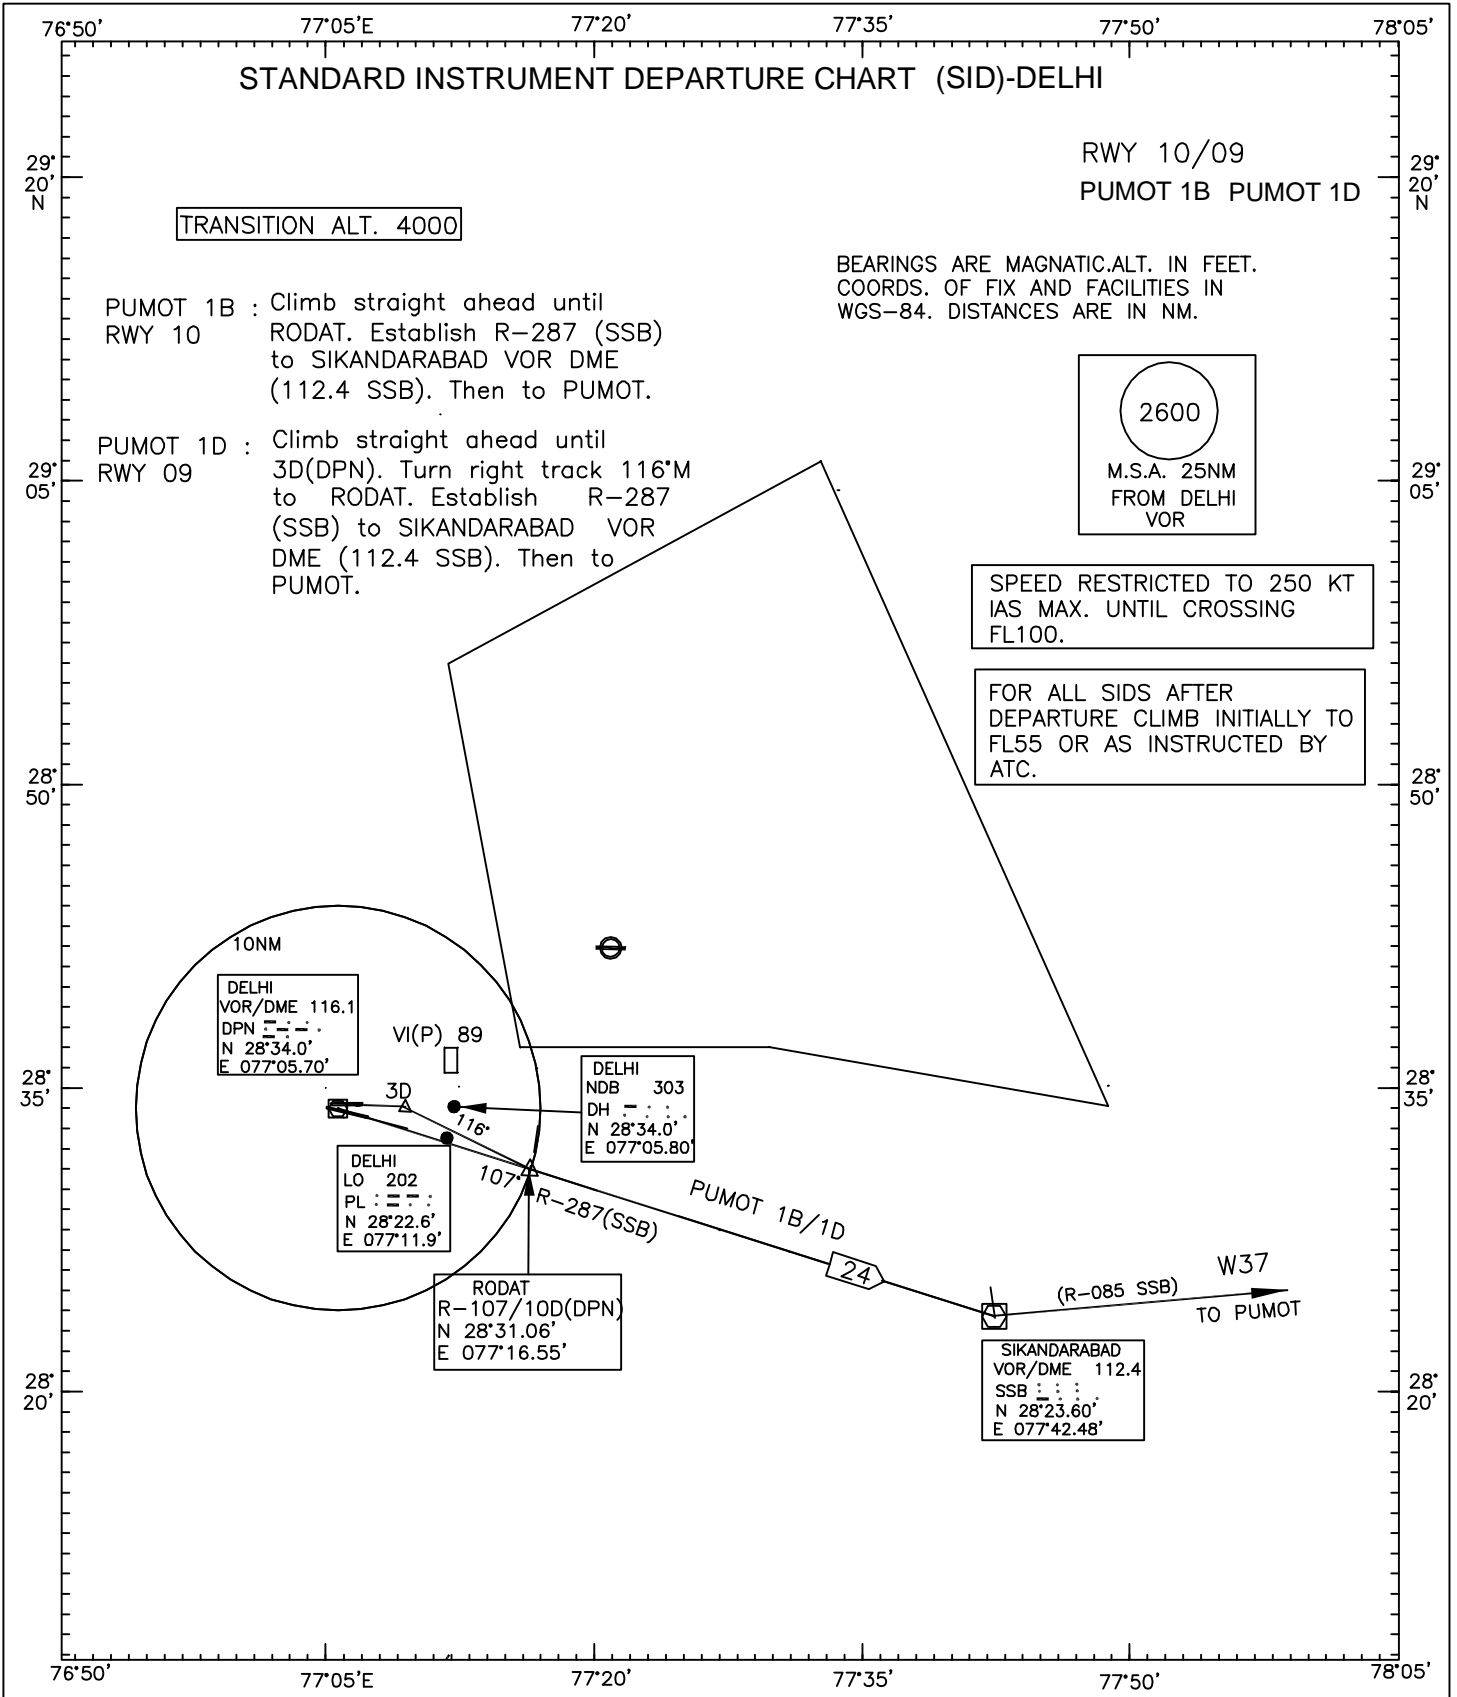 76°50'
77°05'E
77°20'
77°35'
77°50'
78°05'
STANDARD INSTRUMENT DEPARTURE CHART (SID)-DELHI
RWY 10/09
PUMOT 1B PUMOT 1D
29°
20'
N
29°
20'
N
TRANSITION ALT. 4000
BEARINGS ARE MAGNATIC.ALT. IN FEET.
COORDS. OF FIX AND FACILITIES IN
WGS-84. DISTANCES ARE IN NM.
PUMOT 1B : Climb straight ahead until
RWY 10 RODAT. Establish R-287 (SSB)
to SIKANDARABAD VOR DME
(112.4 SSB). Then to PUMOT.
PUMOT 1D : Climb straight ahead until
RWY 09 3D(DPN). Turn right track 116°M
to RODAT. Establish R-287
(SSB) to SIKANDARABAD VOR
DME (112.4 SSB). Then to
PUMOT.
2600
M.S.A. 25NM
FROM DELHI
VOR
29°
05'
29°
05'
SPEED RESTRICTED TO 250 KT
IAS MAX. UNTIL CROSSING
FL100.
FOR ALL SIDS AFTER
DEPARTURE CLIMB INITIALLY TO
FL55 OR AS INSTRUCTED BY
ATC.
28°
50'
28°
50'
10NM
DELHI
VOR/DME 116.1
DPN
N 28°34.0'
E 077°05.70'
VI(P) 89
3D
DELHI
NDB 303
DH
N 28°34.0'
E 077°05.80'
28°
35'
28°
35'
116°
DELHI
LO 202
PL
N 28°22.6'
E 077°11.9'
107°
R-287(SSB)
PUMOT 1B/1D
24
RODAT
R-107/10D(DPN)
N 28°31.06'
E 077°16.55'
(R-085 SSB)
W37
TO PUMOT
SIKANDARABAD
VOR/DME 112.4
SSB
N 28°23.60'
E 077°42.48'
28°
20'
28°
20'
76°50'
77°05'E
77°20'
77°35'
77°50'
78°05'